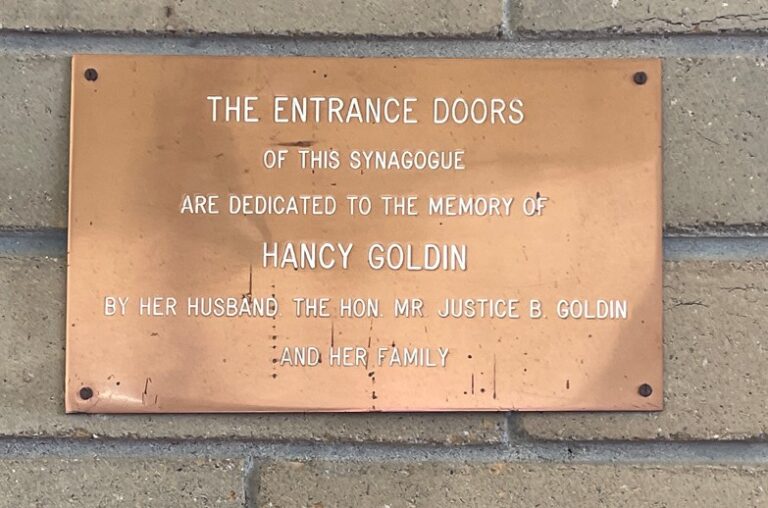 THE ENTRANCE DOORS
OF THIS SYNAGOGUE
ARE DEDICATED TO THE MEMORY OF
HANCY GOLDIN
BY HER HUSBAND. THE HON. MR. JUSTICE B. GOLDIN
AND HER FAMILY